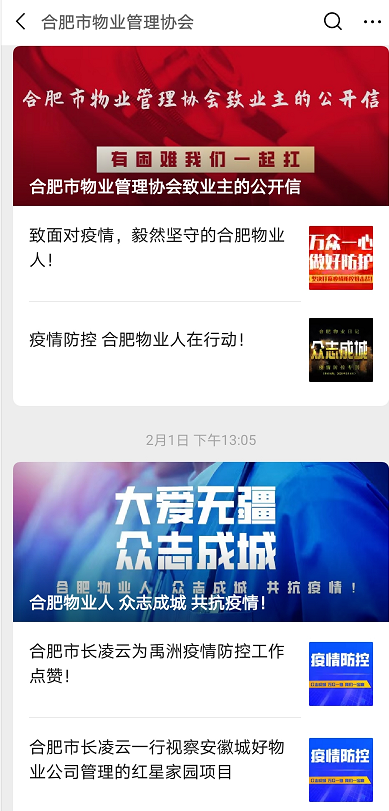 合肥市物业管理协会
合肥市物业管理协会致业主的公开信
有困难我们一起扛
合肥市物业管理协会致业主的公开信
致面对疫情，毅然坚守的合肥物业
人！
万众一心
做好防护
疫情防控 合肥物业人在行动！
合肥物业日记
众志成城
2月1日 下午13:05
大爱无疆
众志成城
合肥物业人 众志成城 共抗疫情！
合肥物业人 众志成城 共抗疫情！
合肥市长凌云为禹洲疫情防控工作
点赞！
疫情防控
合肥市长凌云一行视察安徽城好物
业公司管理的红星家园项目
疫情防控